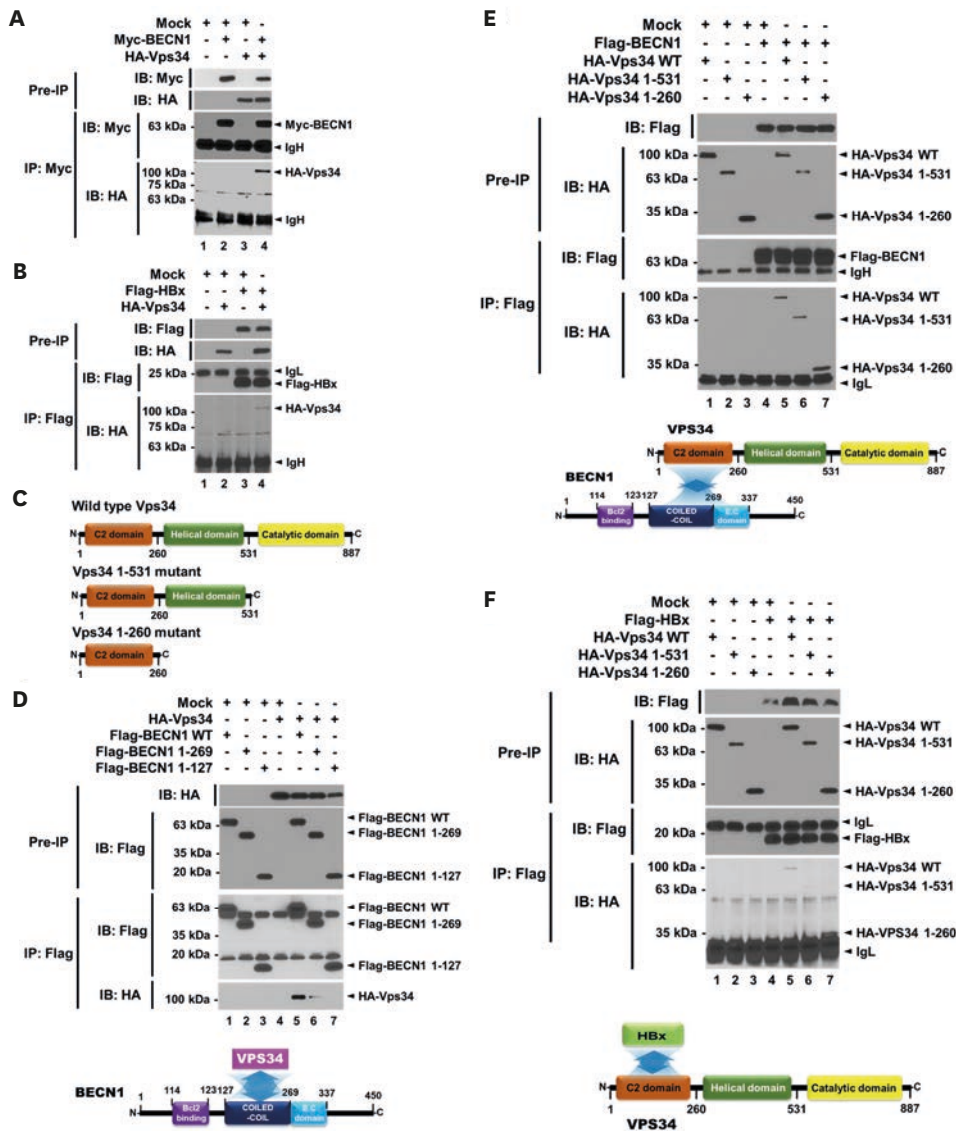 A
Mock + + + -
Myc-BECN1 - + - +
HA-Vps34 - - + +
Pre-IP
IB: Myc
IB: HA
IP: Myc
IB: Myc
63 kDa
Myc-BECN1
IgH
IB: HA
100 kDa
75 kDa
63 kDa
HA-Vps34
IgH
1 2 3 4
B
Mock + + + -
Flag-HBx - - + +
HA-Vps34 - + - +
Pre-IP
IB: Flag
IB: HA
IP: Flag
IB: Flag
25 kDa
IgL
Flag-HBx
IB: HA
100 kDa
75 kDa
63 kDa
HA-Vps34
IgH
1 2 3 4
C
Wild type Vps34
N C2 domain Helical domain Catalytic domain C
1 260 531 887
Vps34 1-531 mutant
N C2 domain Helical domain C
1 260 531
Vps34 1-260 mutant
N C2 domain C
1 260
D
Mock + + + + - - -
HA-Vps34 - - - + + + +
Flag-BECN1 WT + - - - + - -
Flag-BECN1 1-269 - + - - - + -
Flag-BECN1 1-127 - - + - - - +
Pre-IP
IB: HA
IB: Flag
63 kDa
35 kDa
20 kDa
Flag-BECN1 WT
Flag-BECN1 1-269
Flag-BECN1 1-127
IP: Flag
IB: Flag
63 kDa
35 kDa
20 kDa
Flag-BECN1 WT
Flag-BECN1 1-269
Flag-BECN1 1-127
IB: HA
100 kDa
HA-Vps34
1 2 3 4 5 6 7
VPS34
BECN1
1 114 123 127 269 337 450
N Bcl2 binding COILED -COIL E.C domain C
E
Mock + + + + - - -
Flag-BECN1 - - - + + + +
HA-Vps34 WT + - - - + - -
HA-Vps34 1-531 - + - - - + -
HA-Vps34 1-260 - - + - - - +
Pre-IP
IB: Flag
IB: HA
100 kDa
63 kDa
35 kDa
HA-Vps34 WT
HA-Vps34 1-531
HA-Vps34 1-260
IP: Flag
IB: Flag
63 kDa
Flag-BECN1
IgH
IB: HA
100 kDa
63 kDa
35 kDa
HA-Vps34 WT
HA-Vps34 1-531
HA-Vps34 1-260
IgL
1 2 3 4 5 6 7
VPS34
N C2 domain Helical domain Catalytic domain C
1 260 531 887
BECN1
1 114 123 127 269 337 450
N Bcl2 binding COILED -COIL E.C domain C
F
Mock + + + + - - -
Flag-HBx - - - + + + +
HA-Vps34 WT + - - - + - -
HA-Vps34 1-531 - + - - - + -
HA-Vps34 1-260 - - + - - - +
Pre-IP
IB: Flag
IB: HA
100 kDa
63 kDa
35 kDa
HA-Vps34 WT
HA-Vps34 1-531
HA-Vps34 1-260
IP: Flag
IB: Flag
20 kDa
IgL
Flag-HBx
IB: HA
100 kDa
63 kDa
35 kDa
HA-Vps34 WT
HA-Vps34 1-531
HA-VPS34 1-260
IgL
1 2 3 4 5 6 7
HBx
N C2 domain Helical domain Catalytic domain C
1 260 531 887
VPS34